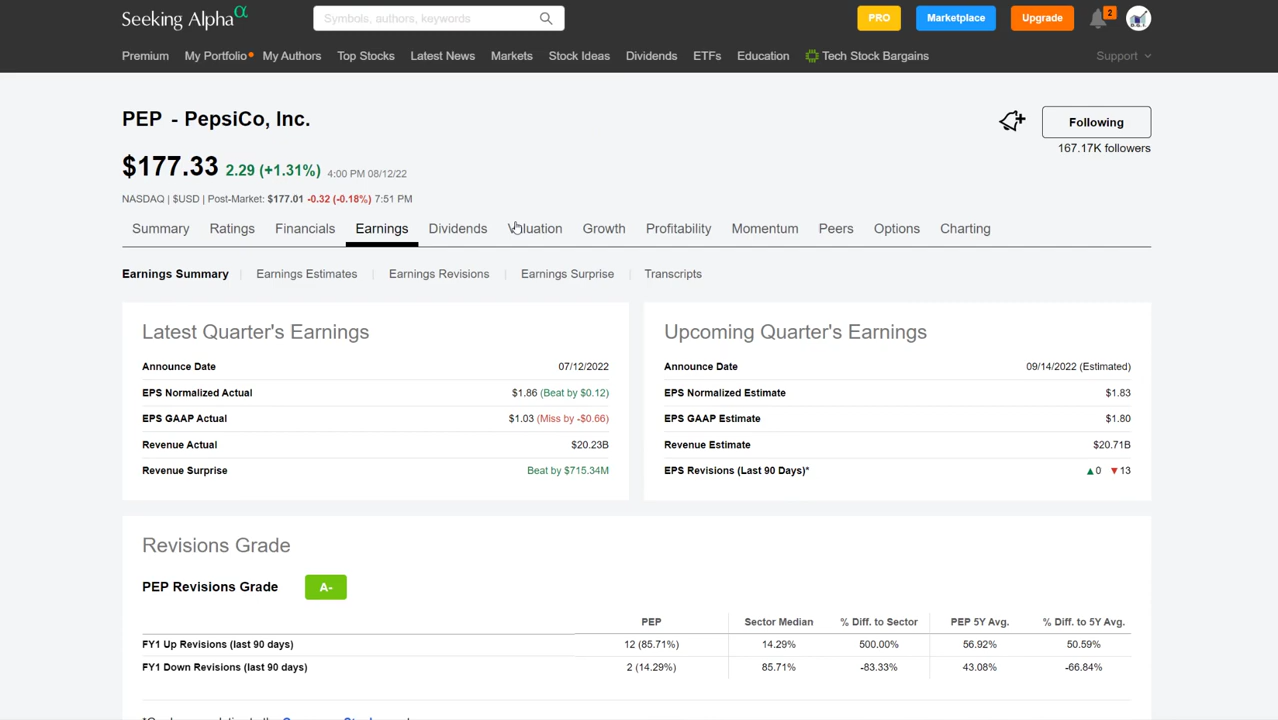 Seeking Alpha α
Symbols, authors, keywords
PRO
Marketplace
Upgrade
2
Premium My Portfolio My Authors Top Stocks Latest News Markets Stock Ideas Dividends ETFs Education Tech Stock Bargains Support
PEP - PepsiCo, Inc.
Following
167.17K followers
$177.33 2.29 (+1.31%) 4:00 PM 08/12/22
NASDAQ | $USD | Post-Market: $177.01 -0.32 (-0.18%) 7:51 PM
Summary Ratings Financials Earnings Dividends Valuation Growth Profitability Momentum Peers Options Charting
Earnings Summary | Earnings Estimates | Earnings Revisions | Earnings Surprise | Transcripts
Latest Quarter's Earnings
Announce Date 07/12/2022
EPS Normalized Actual $1.86 (Beat by $0.12)
EPS GAAP Actual $1.03 (Miss by -$0.66)
Revenue Actual $20.23B
Revenue Surprise Beat by $715.34M
Upcoming Quarter's Earnings
Announce Date 09/14/2022 (Estimated)
EPS Normalized Estimate $1.83
EPS GAAP Estimate $1.80
Revenue Estimate $20.71B
EPS Revisions (Last 90 Days)* ▲0 ▼13
Revisions Grade
PEP Revisions Grade A-
PEP Sector Median % Diff. to Sector PEP 5Y Avg. % Diff. to 5Y Avg.
FY1 Up Revisions (last 90 days) 12 (85.71%) 14.29% 500.00% 56.92% 50.59%
FY1 Down Revisions (last 90 days) 2 (14.29%) 85.71% -83.33% 43.08% -66.84%